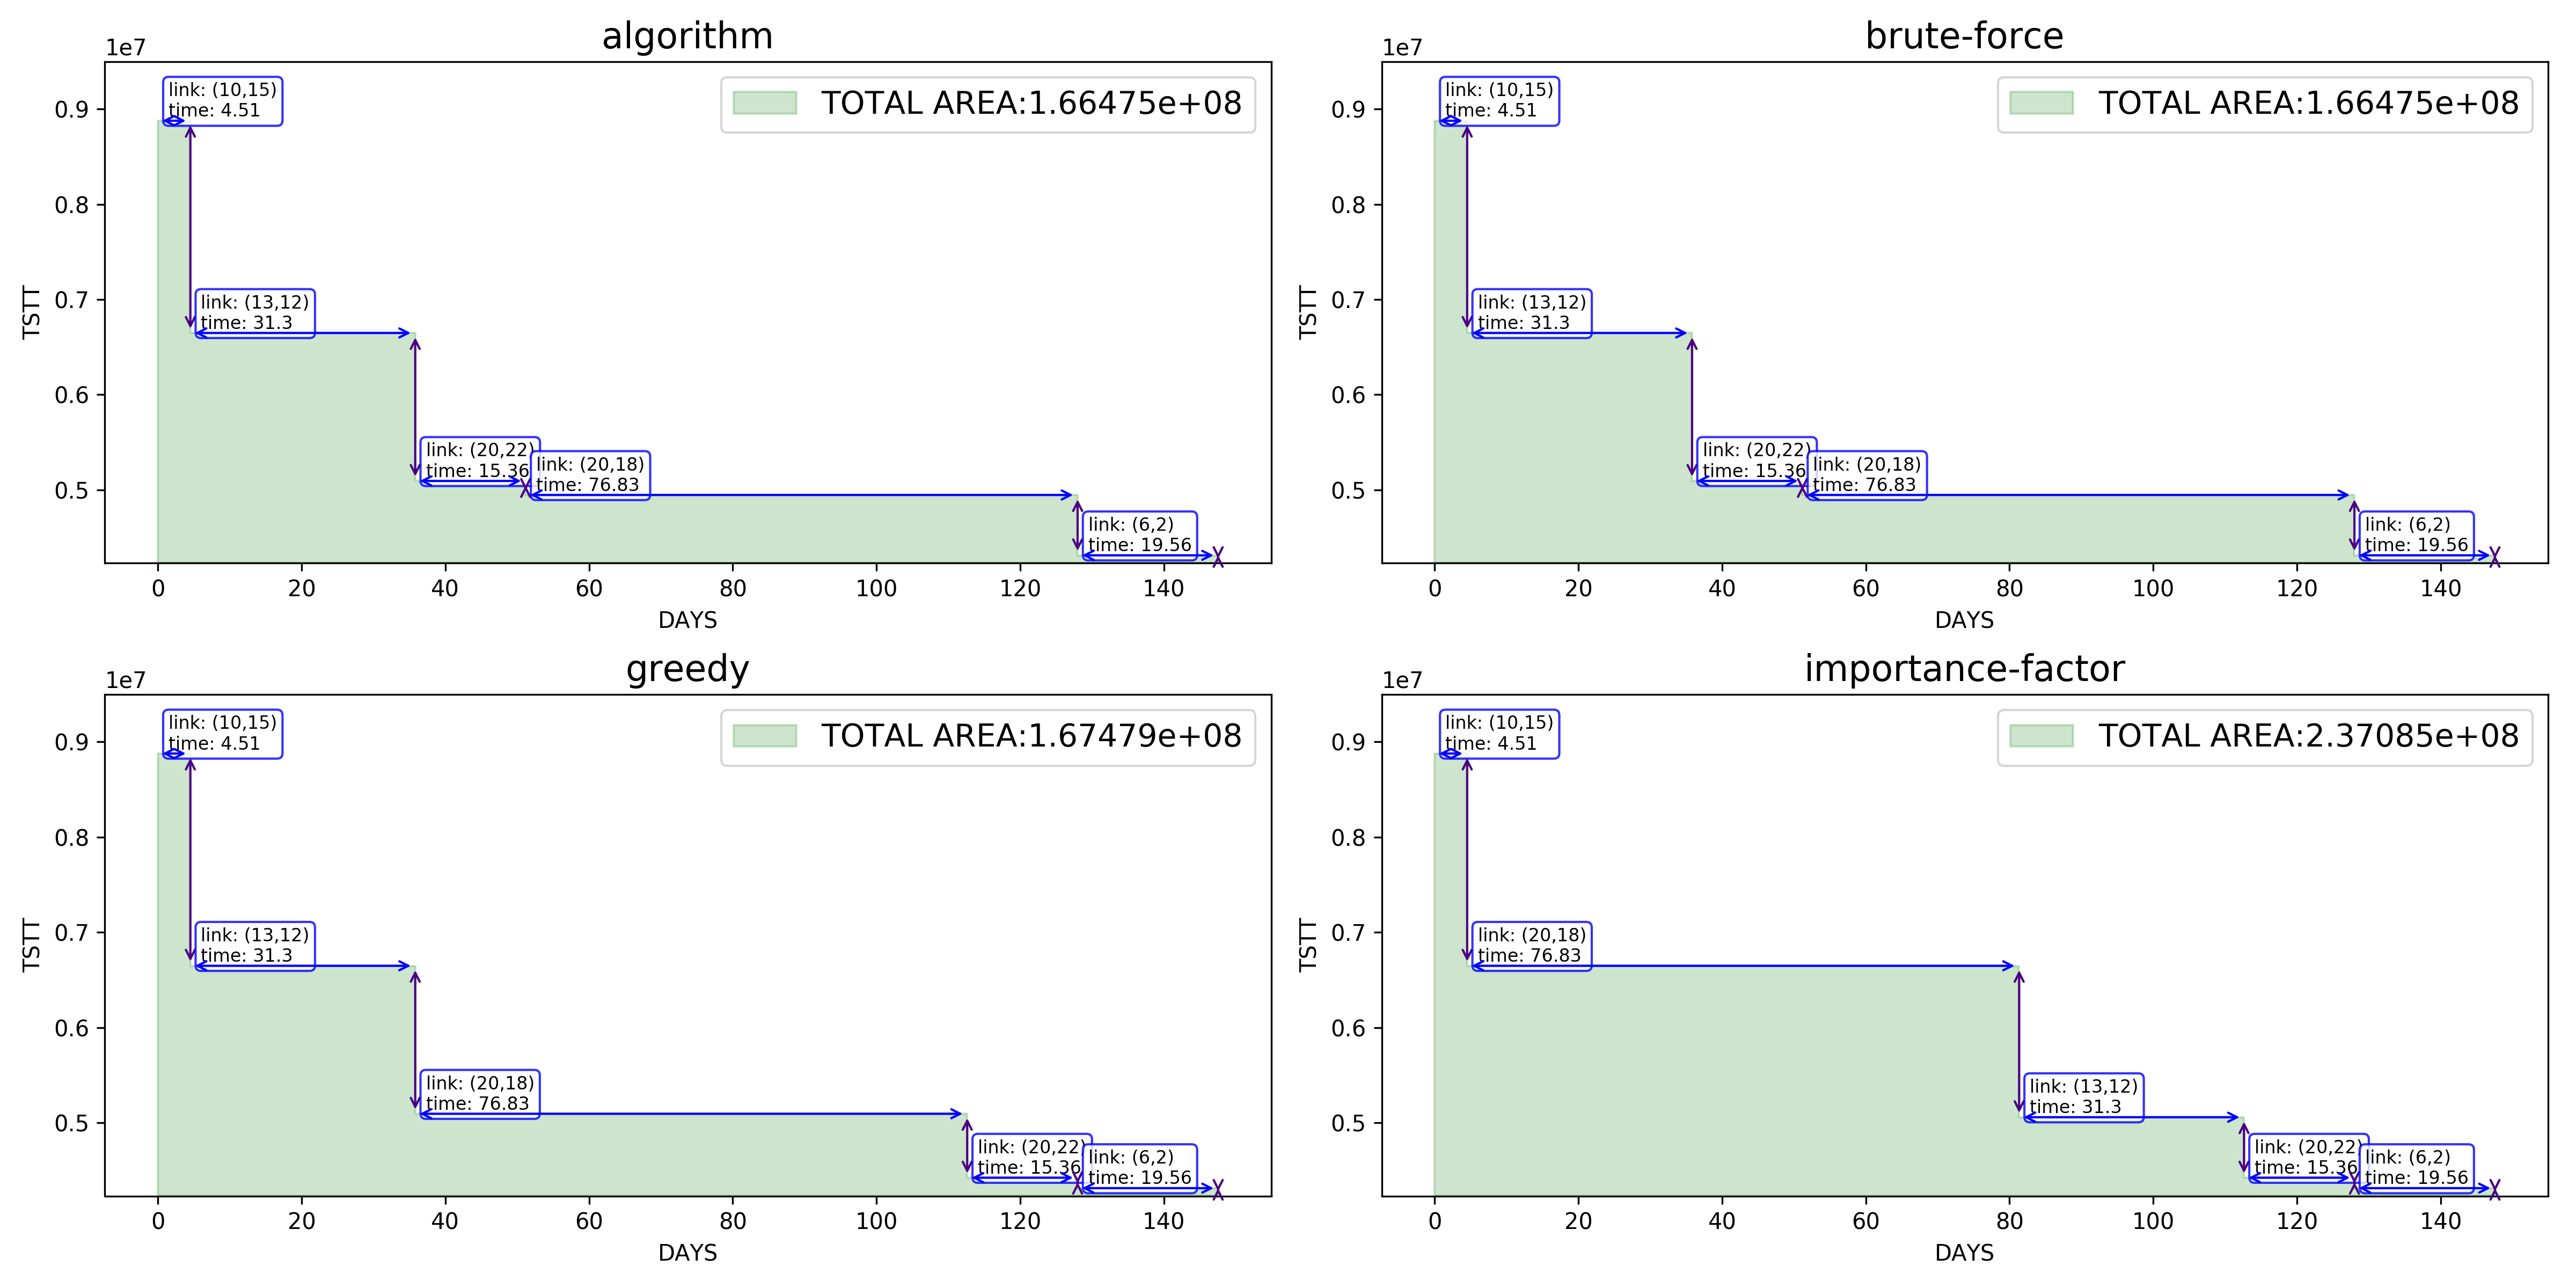 algorithm
1e7
TOTAL AREA:1.66475e+08
link: (10,15)
time: 4.51
link: (13,12)
time: 31.3
link: (20,22)
time: 15.36
link: (20,18)
time: 76.83
link: (6,2)
time: 19.56
0.9
0.8
0.7
0.6
0.5
TSTT
0 20 40 60 80 100 120 140
DAYS
brute-force
1e7
TOTAL AREA:1.66475e+08
link: (10,15)
time: 4.51
link: (13,12)
time: 31.3
link: (20,22)
time: 15.36
link: (20,18)
time: 76.83
link: (6,2)
time: 19.56
0.9
0.8
0.7
0.6
0.5
TSTT
0 20 40 60 80 100 120 140
DAYS
greedy
1e7
TOTAL AREA:1.67479e+08
link: (10,15)
time: 4.51
link: (13,12)
time: 31.3
link: (20,18)
time: 76.83
link: (20,22)
time: 15.36
link: (6,2)
time: 19.56
0.9
0.8
0.7
0.6
0.5
TSTT
0 20 40 60 80 100 120 140
DAYS
importance-factor
1e7
TOTAL AREA:2.37085e+08
link: (10,15)
time: 4.51
link: (20,18)
time: 76.83
link: (13,12)
time: 31.3
link: (20,22)
time: 15.36
link: (6,2)
time: 19.56
0.9
0.8
0.7
0.6
0.5
TSTT
0 20 40 60 80 100 120 140
DAYS